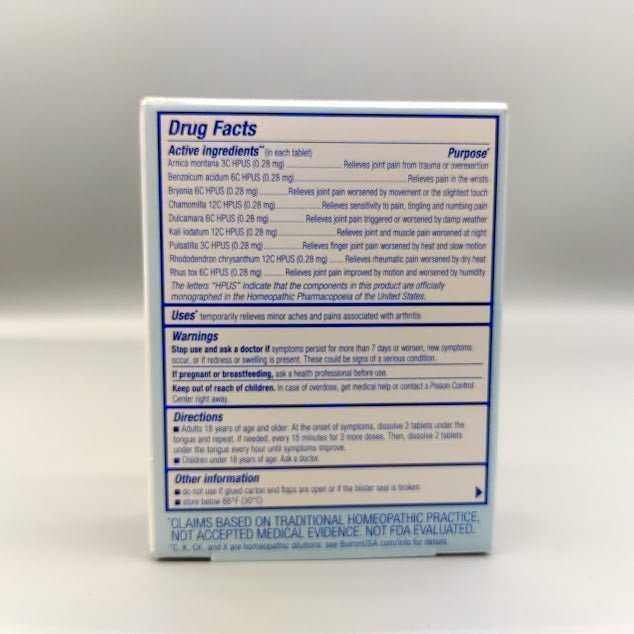 Drug Facts
Active ingredients** (in each tablet) Purpose*
Arnica montana 3C HPUS (0.28 mg) .......... Relieves joint pain from trauma or overexertion
Benzoicum acidum 6C HPUS (0.28 mg) .......... Relieves pain in the wrists
Bryonia 6C HPUS (0.28 mg) .......... Relieves joint pain worsened by movement or the slightest touch
Chamomilla 12C HPUS (0.28 mg) .......... Relieves sensitivity to pain, tingling and numbing pain
Dulcamara 6C HPUS (0.28 mg) .......... Relieves joint pain triggered or worsened by damp weather
Kali iodatum 12C HPUS (0.28 mg) .......... Relieves joint and muscle pain worsened at night
Pulsatilla 3C HPUS (0.28 mg) .......... Relieves finger joint pain worsened by heat and slow motion
Rhododendron chrysanthum 12C HPUS (0.28 mg) ...... Relieves rheumatic pain worsened by dry heat
Rhus tox 6C HPUS (0.28 mg) .......... Relieves joint pain improved by motion and worsened by humidity
The letters "HPUS" indicate that the components in this product are officially
monographed in the Homeopathic Pharmacopoeia of the United States.
Uses* temporarily relieves minor aches and pains associated with arthritis
Warnings
Stop use and ask a doctor if symptoms persist for more than 7 days or worsen, new symptoms
occur, or if redness or swelling is present. These could be signs of a serious condition.
If pregnant or breastfeeding, ask a health professional before use.
Keep out of reach of children. In case of overdose, get medical help or contact a Poison Control
Center right away.
Directions
■ Adults 18 years of age and older: At the onset of symptoms, dissolve 2 tablets under the
tongue and repeat, if needed, every 15 minutes for 3 more doses. Then, dissolve 2 tablets
under the tongue every hour until symptoms improve.
■ Children under 18 years of age: Ask a doctor.
Other information
■ do not use if glued carton end flaps are open or if the blister seal is broken
■ store below 86°F (30°C)
*CLAIMS BASED ON TRADITIONAL HOMEOPATHIC PRACTICE,
NOT ACCEPTED MEDICAL EVIDENCE. NOT FDA EVALUATED.
**C, K, CK, and X are homeopathic dilutions: see BoironUSA.com/info for details.